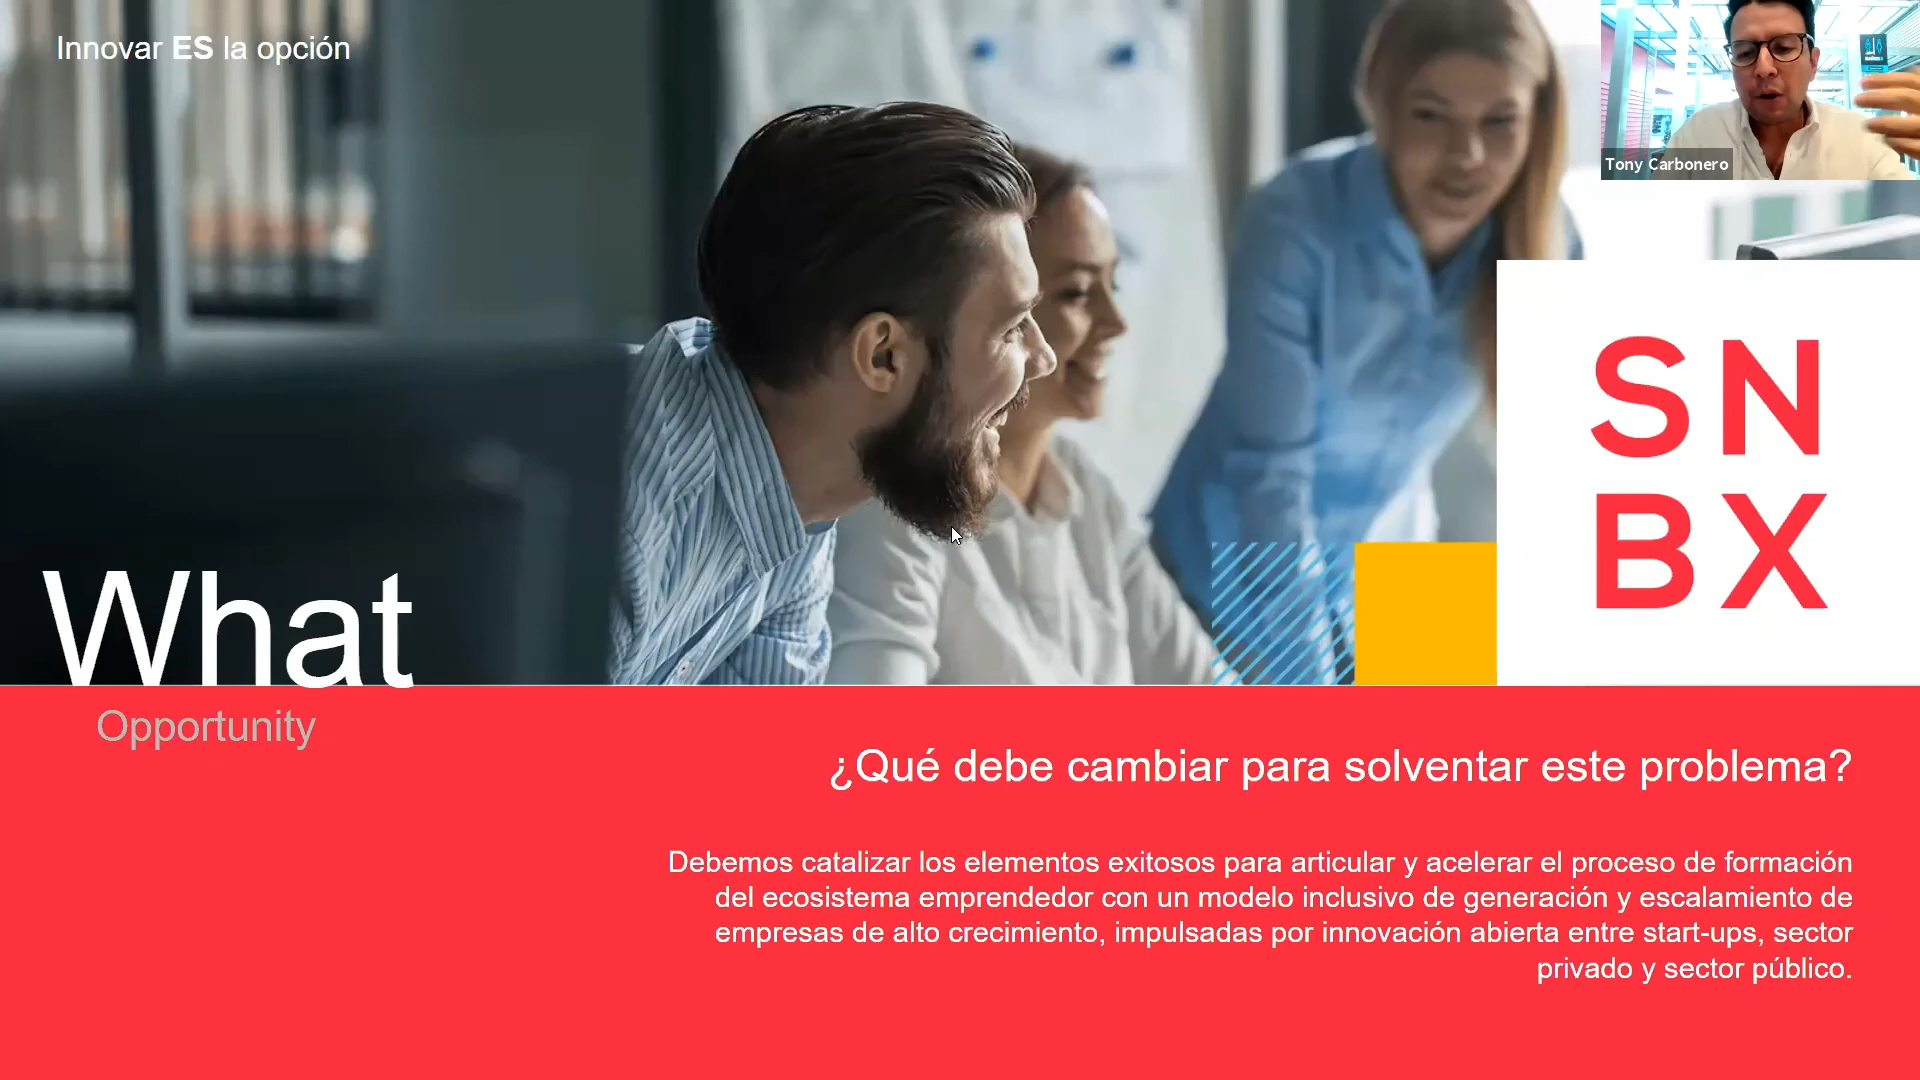 Innovar ES la opción
Tony Carbonero
SN
BX
What
Opportunity
¿Qué debe cambiar para solventar este problema?
Debemos catalizar los elementos exitosos para articular y acelerar el proceso de formación
del ecosistema emprendedor con un modelo inclusivo de generación y escalamiento de
empresas de alto crecimiento, impulsadas por innovación abierta entre start-ups, sector
privado y sector público.